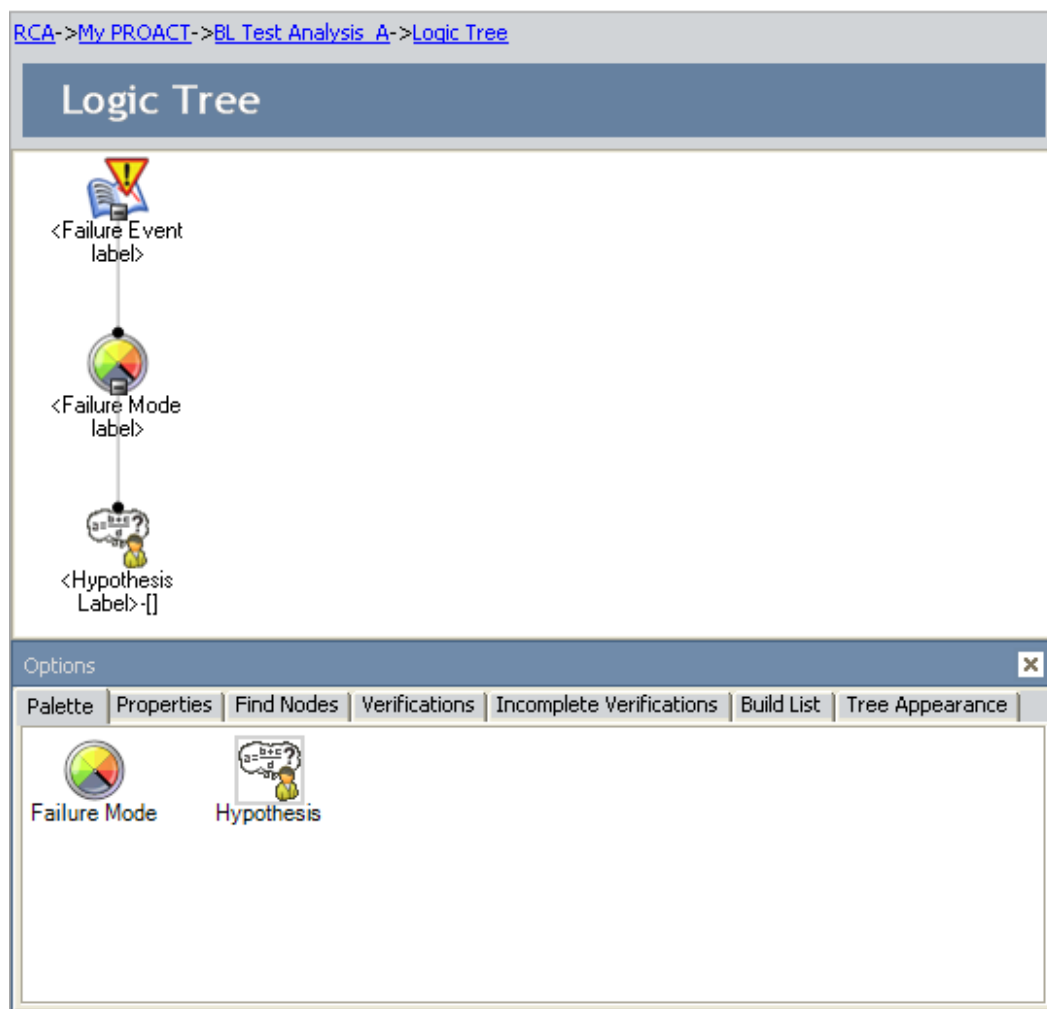 RCA->My PROACT->BL Test Analysis_A->Logic Tree
Logic Tree
<Failure Event
label>
<Failure Mode
label>
a=b+c/d?
<Hypothesis
Label>-[]
Options
Palette Properties Find Nodes Verifications Incomplete Verifications Build List Tree Appearance
a=b+c/d?
Failure Mode Hypothesis